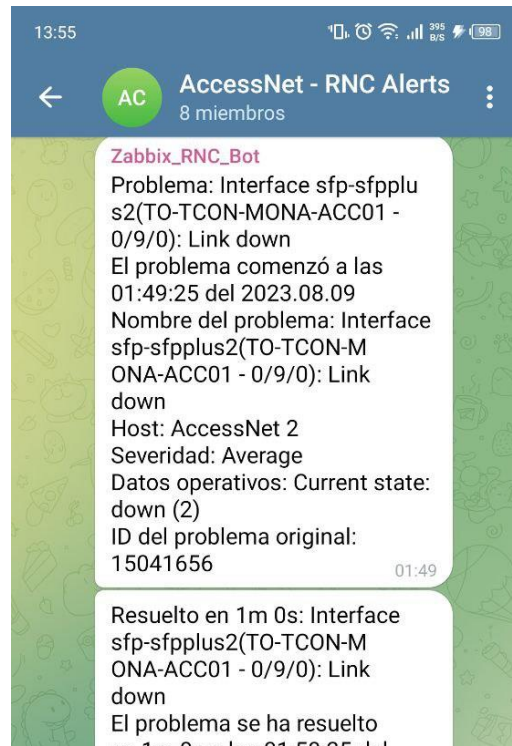 13:55
395 B/S
98
AC
AccessNet - RNC Alerts
8 miembros
Zabbix_RNC_Bot
Problema: Interface sfp-sfpplu
s2(TO-TCON-MONA-ACC01 -
0/9/0): Link down
El problema comenzó a las
01:49:25 del 2023.08.09
Nombre del problema: Interface
sfp-sfpplus2(TO-TCON-M
ONA-ACC01 - 0/9/0): Link
down
Host: AccessNet 2
Severidad: Average
Datos operativos: Current state:
down (2)
ID del problema original:
15041656
01:49
Resuelto en 1m 0s: Interface
sfp-sfpplus2(TO-TCON-M
ONA-ACC01 - 0/9/0): Link
down
El problema se ha resuelto